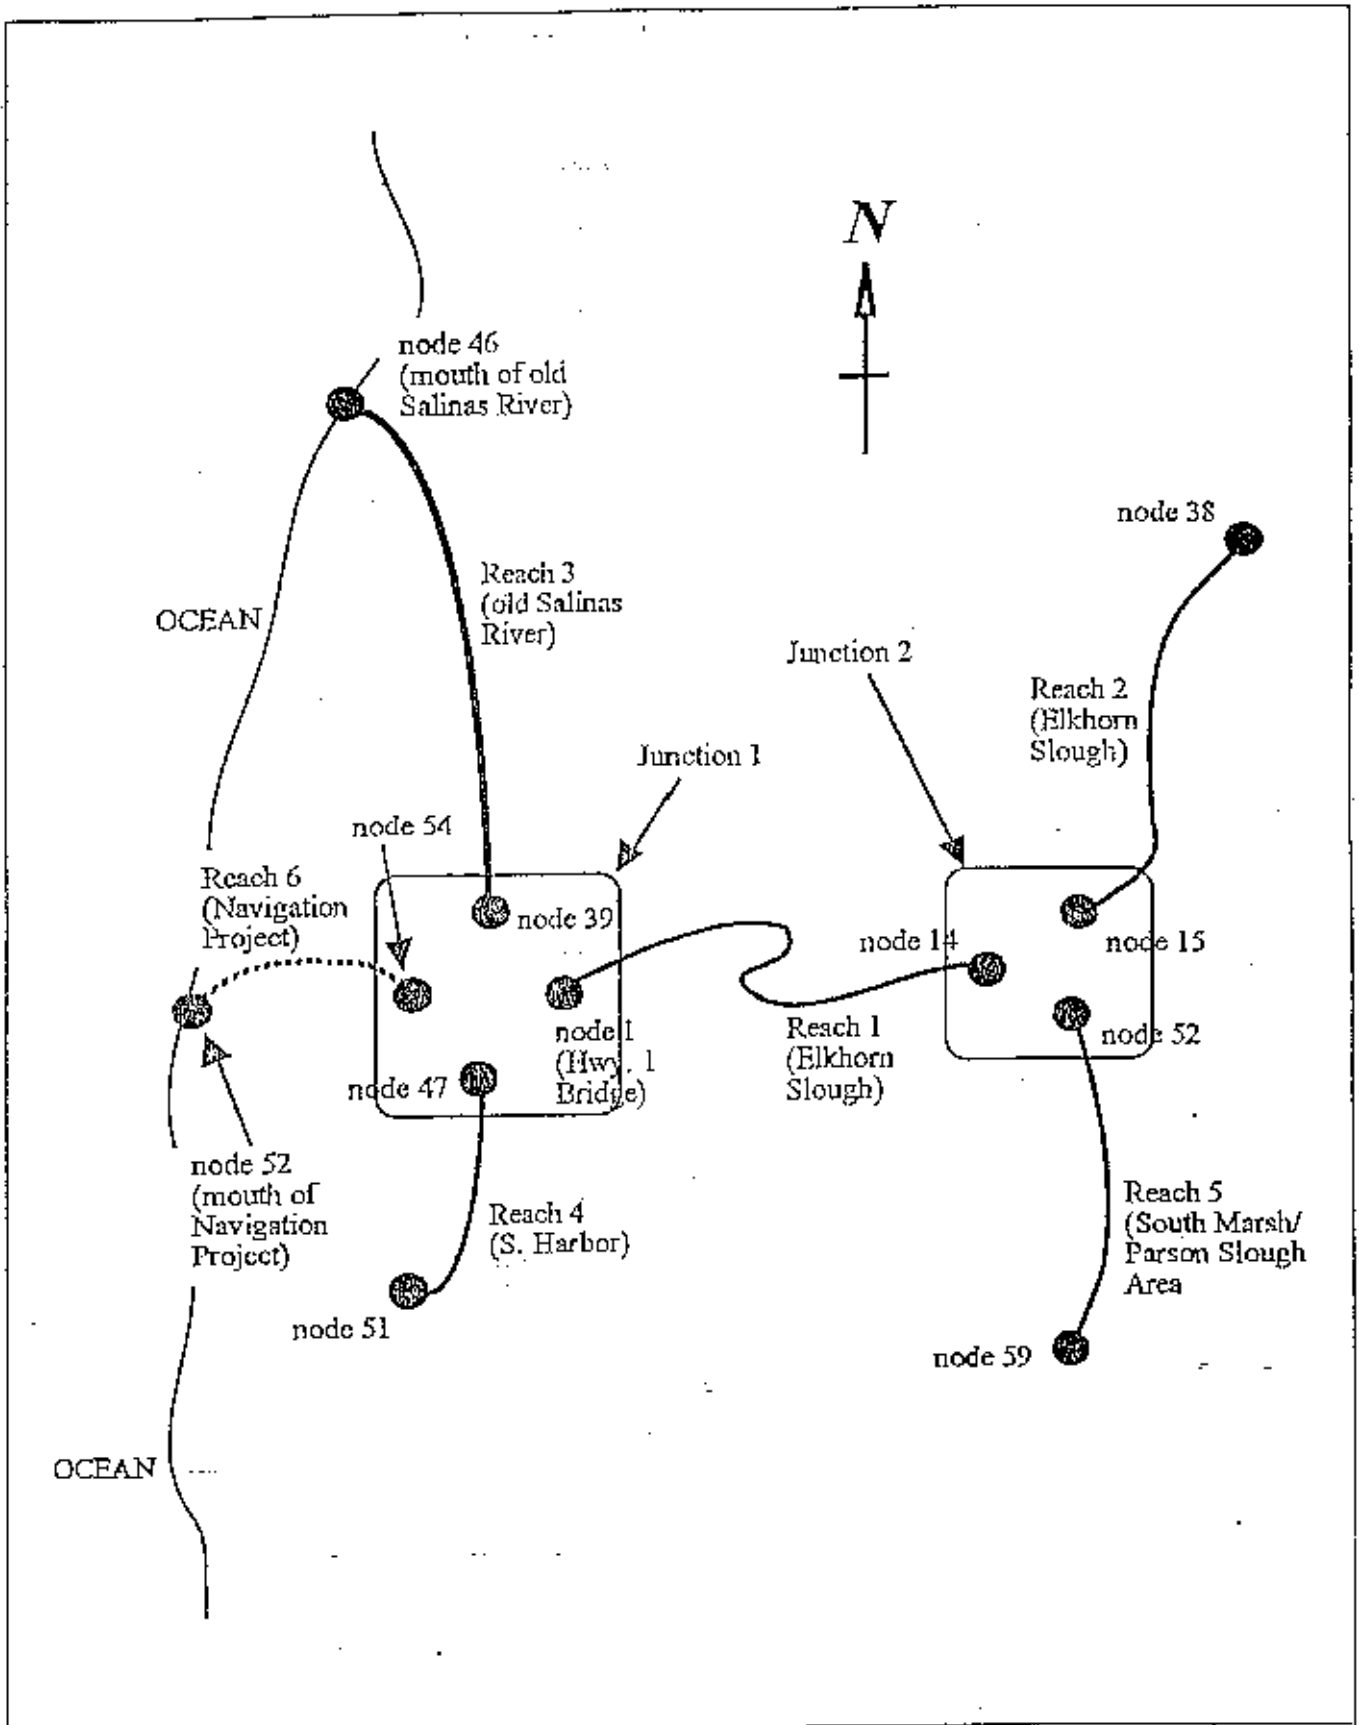 N
node 46
(mouth of old
Salinas River)
node 38
Reach 3
(old Salinas
River)
OCEAN
Junction 2
Reach 2
(Elkhorn
Slough)
Junction 1
node 54
Reach 6
(Navigation
Project)
node 39
node 14
node 15
node 1
(Hwy. 1
Bridge)
Reach 1
(Elkhorn
Slough)
node 52
node 47
node 52
(mouth of
Navigation
Project)
Reach 4
(S. Harbor)
Reach 5
(South Marsh/
Parson Slough
Area
node 51
node 59
OCEAN